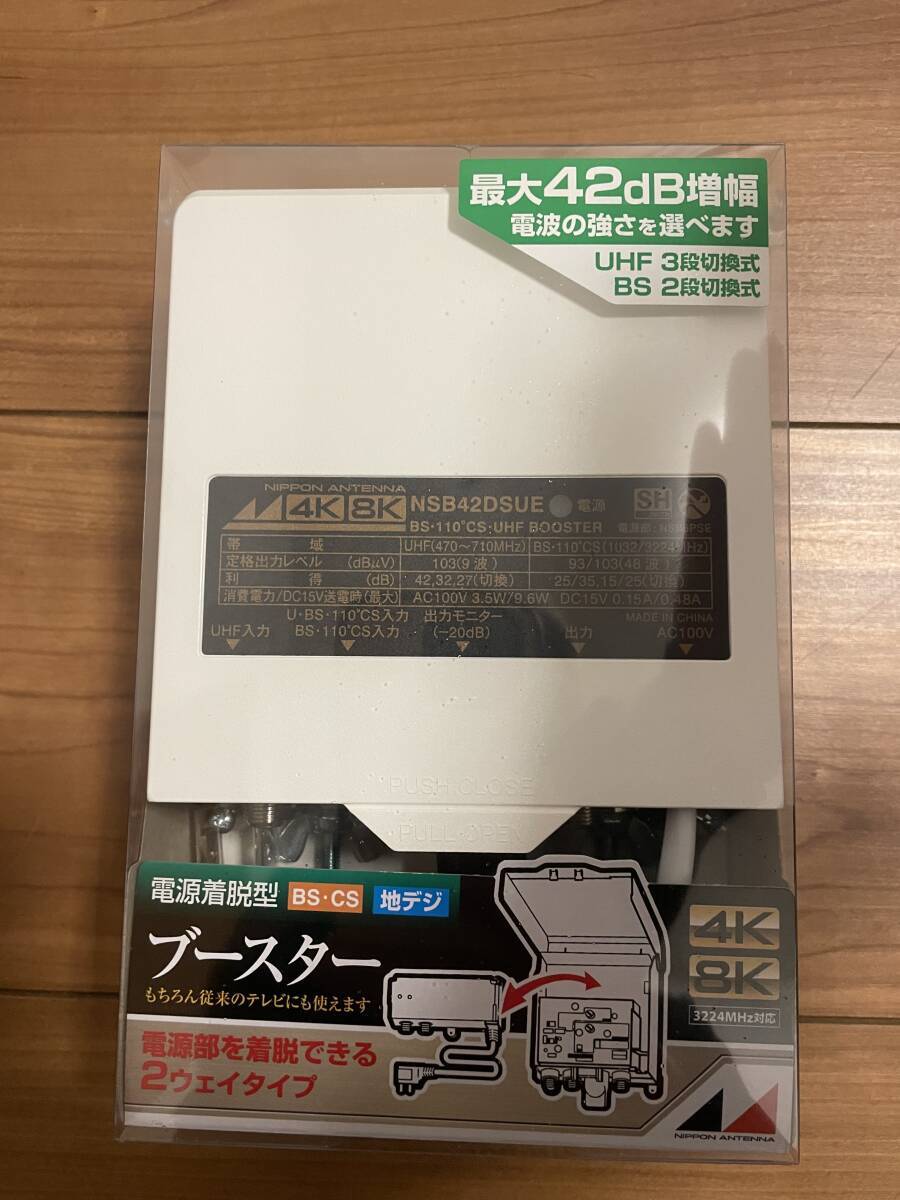 最大42dB増幅
電波の強さを選べます
UHF 3段切換式
BS 2段切換式
NIPPON ANTENNA
4K 8K NSB42DSUE 電源 SH
BS・110°CS・UHF BOOSTER 電源部:
帯域 UHF(470～710MHz) BS・110°CS(1032/3224MHz)
定格出力レベル (dBμV) 103(9波) 93/103(48波)
利得 (dB) 42,32,27(切換) 25/35,15/25(切換)
消費電力/DC15V送電時(最大) AC100V 3.5W/9.6W DC15V 0.15A/0.48A
MADE IN CHINA
U・BS・110°CS入力 出力モニター
UHF入力 BS・110°CS入力 (-20dB) 出力 AC100V
PUSH CLOSE
PULL OPEN
電源着脱型 BS・CS 地デジ
ブースター
もちろん従来のテレビにも使えます
電源部を着脱できる
2ウェイタイプ
4K
8K
3224MHz対応
NIPPON ANTENNA